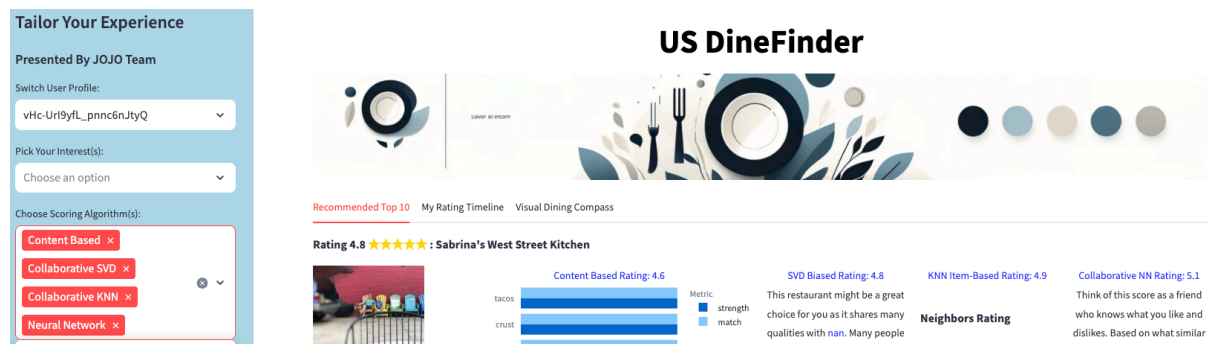 Tailor Your Experience
Presented By JOJO Team
Switch User Profile:
vHc-UrI9yfL_pnnc6nJtyQ
Pick Your Interest(s):
Choose an option
Choose Scoring Algorithm(s):
Content Based ×
Collaborative SVD ×
Collaborative KNN ×
Neural Network ×
US DineFinder
Recommended Top 10
My Rating Timeline
Visual Dining Compass
Rating 4.8 ★★★★★ : Sabrina's West Street Kitchen
Content Based Rating: 4.6
tacos
crust
Metric
strength
match
SVD Biased Rating: 4.8
This restaurant might be a great
choice for you as it shares many
qualities with nan. Many people
KNN Item-Based Rating: 4.9
Neighbors Rating
Collaborative NN Rating: 5.1
Think of this score as a friend
who knows what you like and
dislikes. Based on what similar